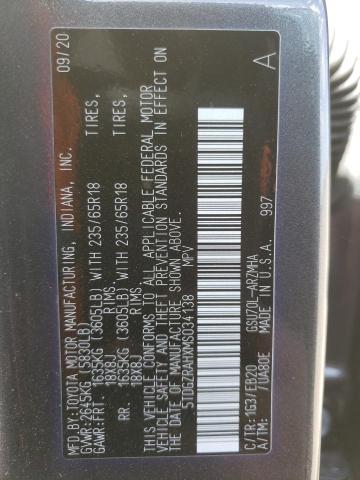 MFD.BY:TOYOTA MOTOR MANUFACTURING, INDIANA, INC. 09/20
GVWR:2645KG (5830LB)
GAWR:FRT. 1635KG (3605LB) WITH 235/65R18 TIRES,
18X8J RIMS,
RR. 1635KG (3605LB) WITH 235/65R18 TIRES,
18X8J RIMS,
THIS VEHICLE CONFORMS TO ALL APPLICABLE FEDERAL MOTOR
VEHICLE SAFETY AND THEFT PREVENTION STANDARDS IN EFFECT ON
THE DATE OF MANUFACTURE SHOWN ABOVE.
5TDGZRAHXMS034138 MPV
A
C/TR:1G3/EB20 GSU70L-ARZMHA
A/TM: /UA80E MADE IN U.S.A. 997